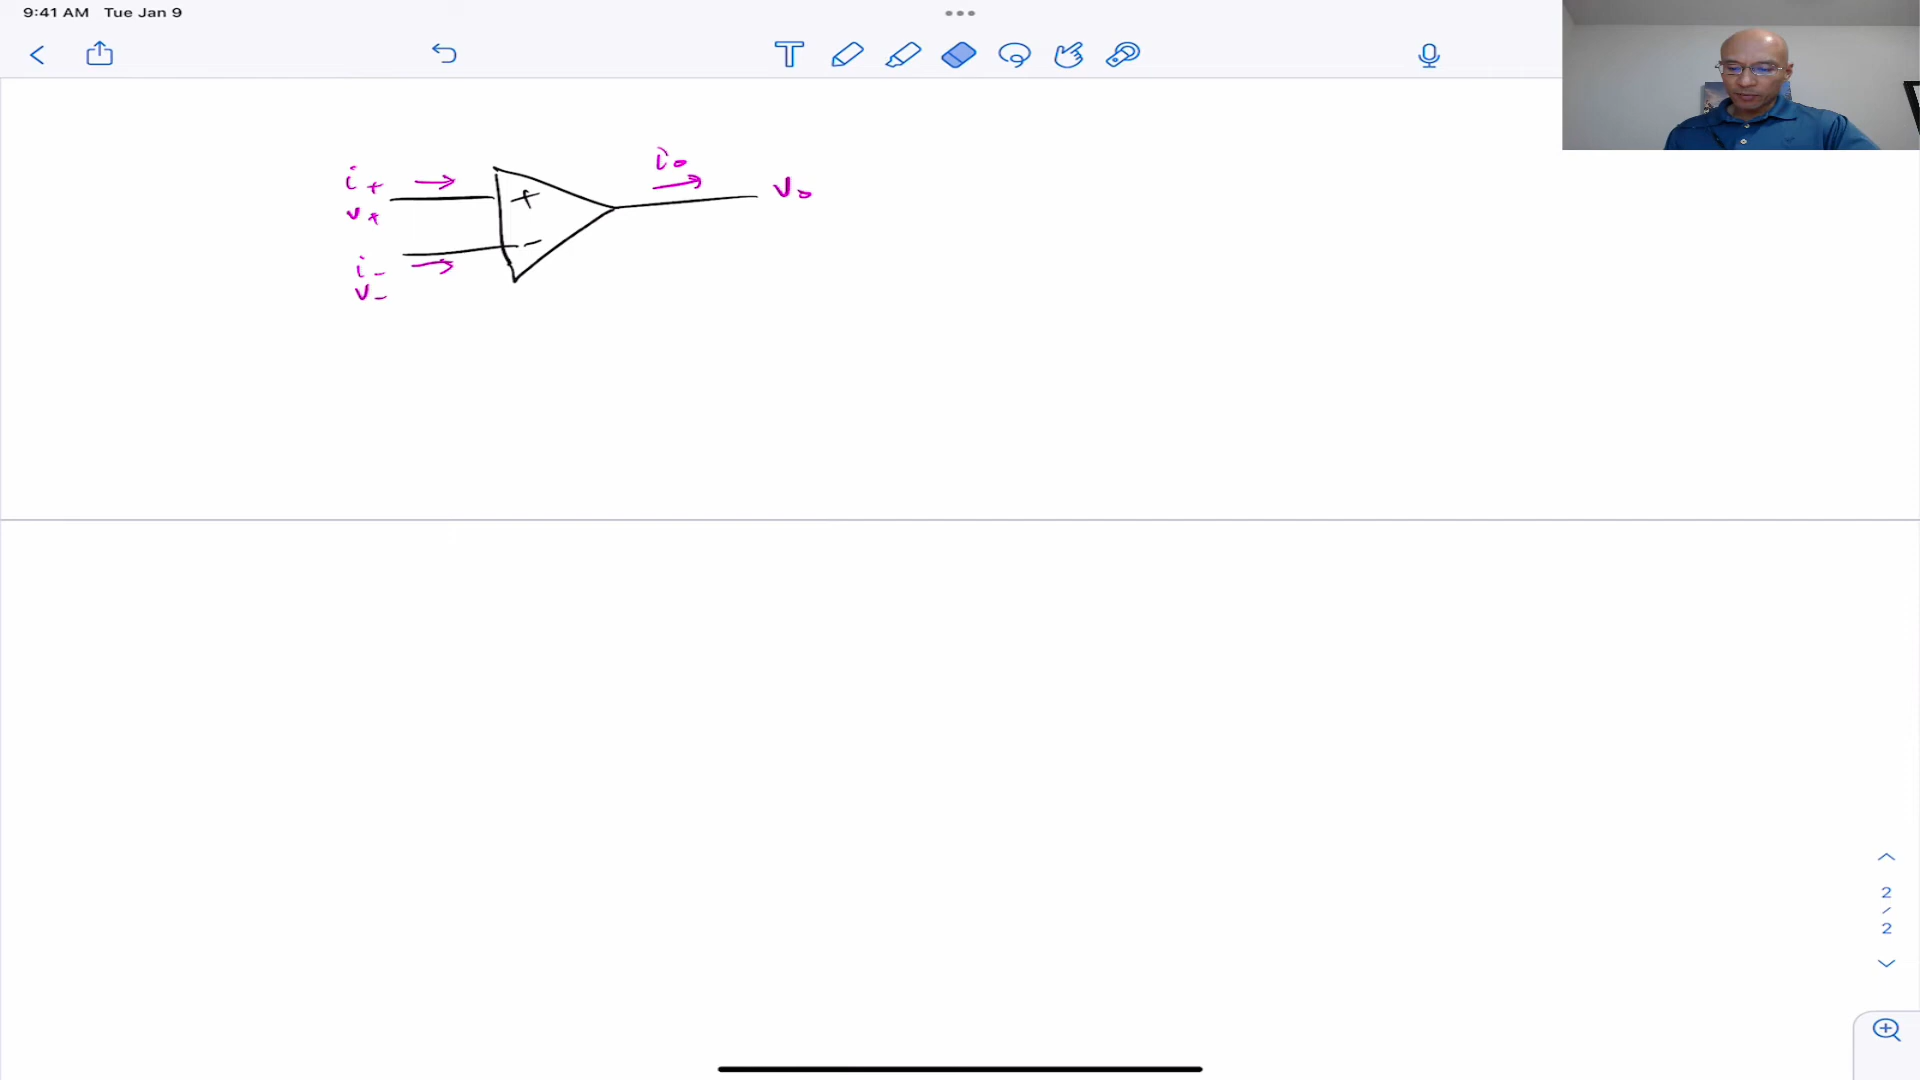 9:41 AM Tue Jan 9
i+
v+
i-
v-
+
-
io
vo
2
/
2